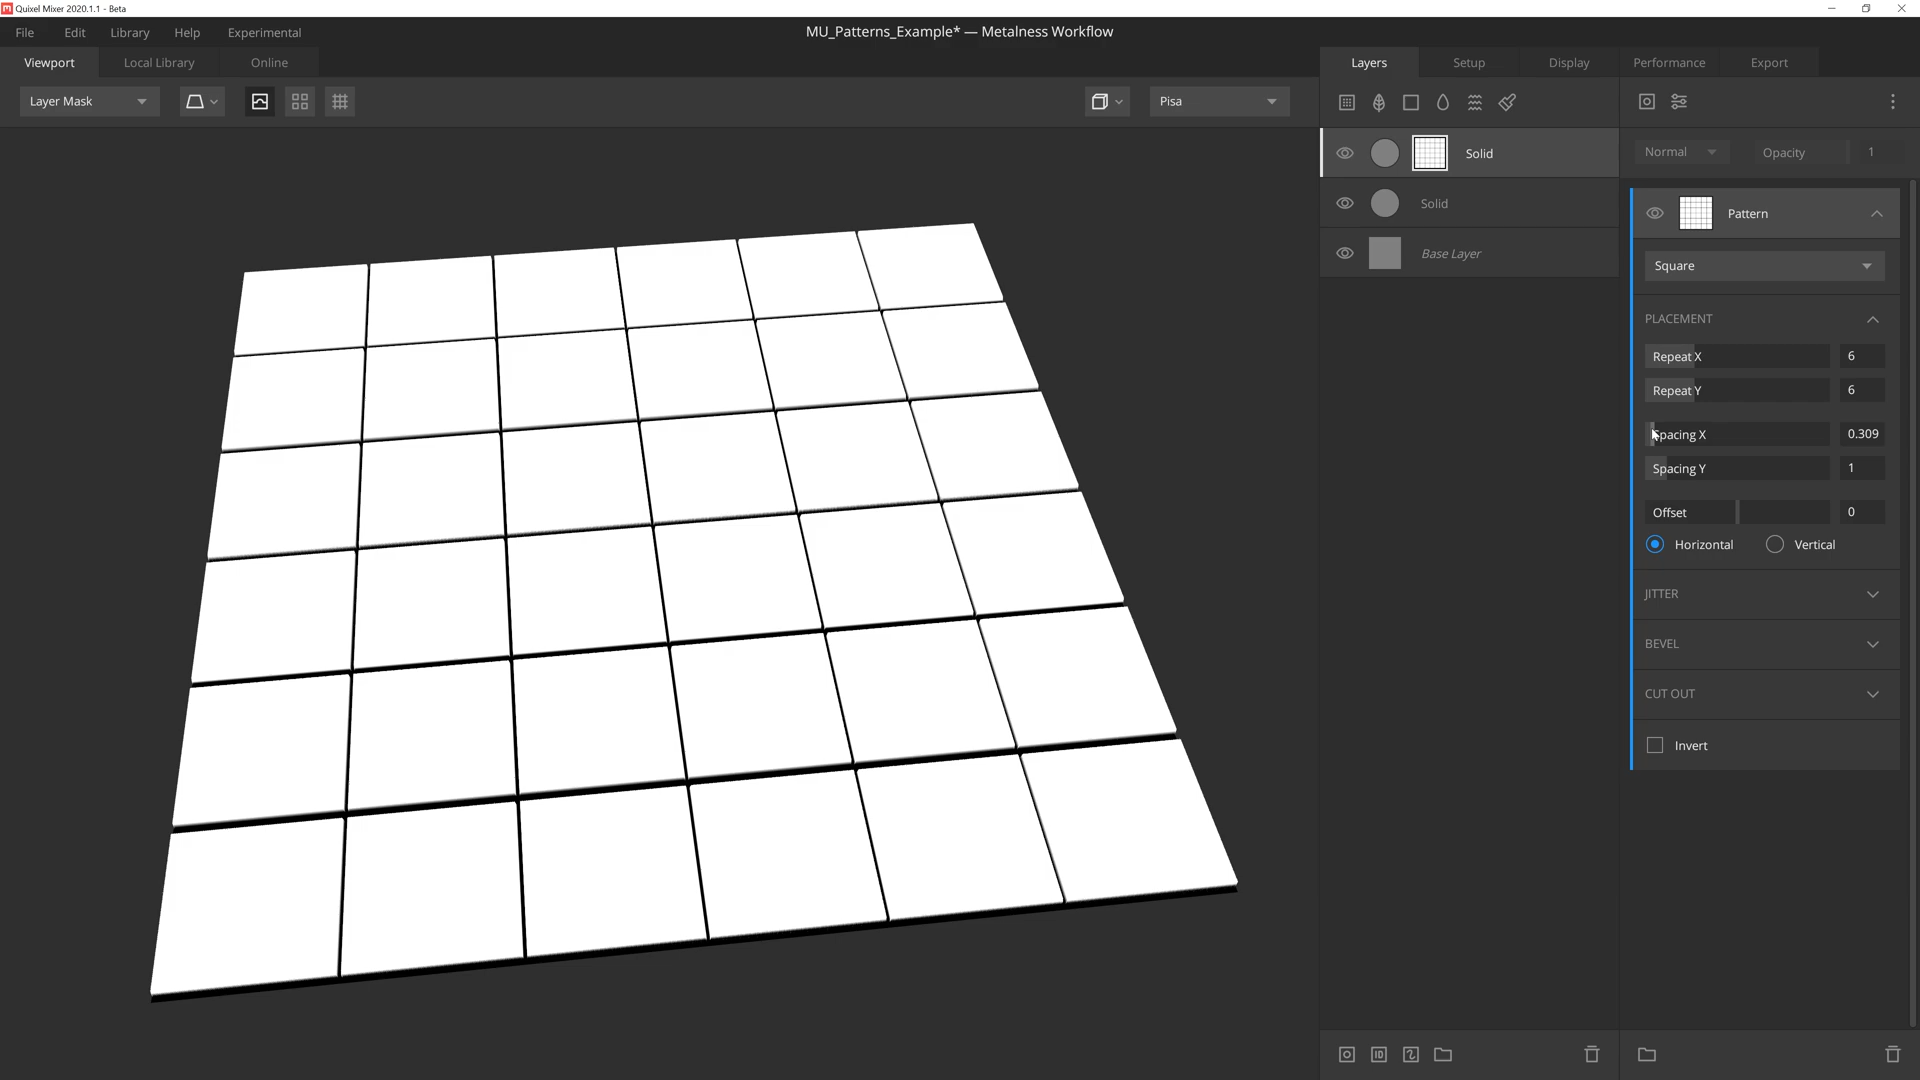 Quixel Mixer 2020.1.1 - Beta
File Edit Library Help Experimental
MU_Patterns_Example* — Metalness Workflow
Viewport Local Library Online
Layers Setup Display Performance Export
Layer Mask
Pisa
Solid
Solid
Base Layer
Normal Opacity 1
Pattern
Square
PLACEMENT
Repeat X 6
Repeat Y 6
Spacing X 0.309
Spacing Y 1
Offset 0
Horizontal Vertical
JITTER
BEVEL
CUT OUT
Invert